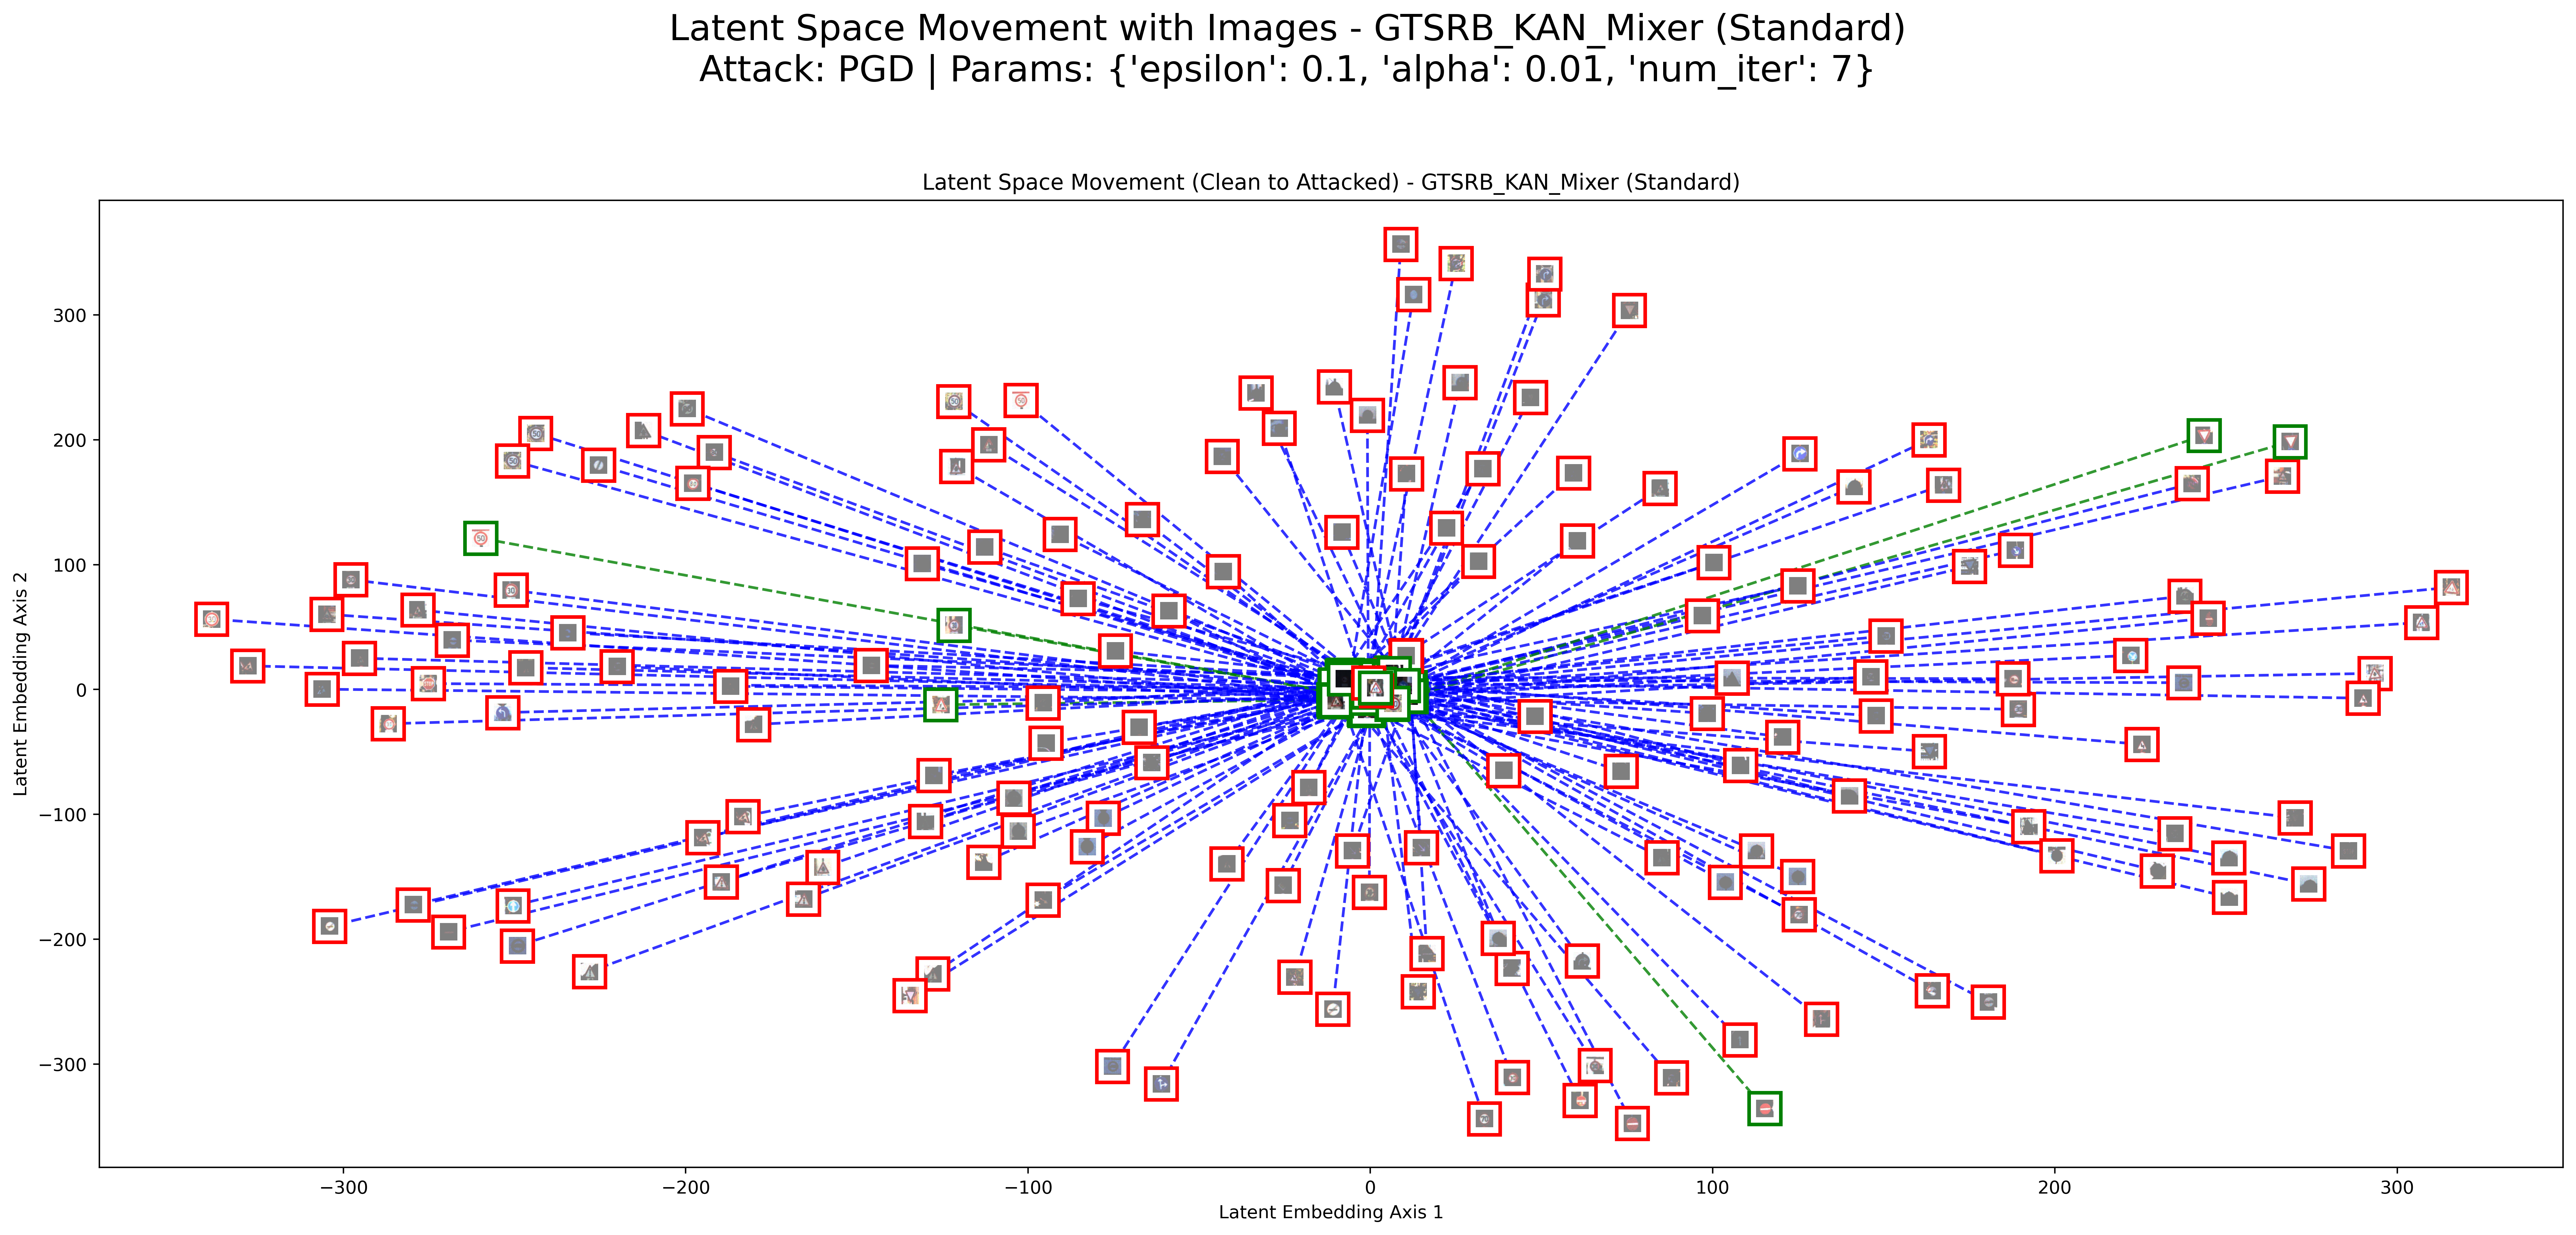 Latent Space Movement with Images - GTSRB_KAN_Mixer (Standard)
Attack: PGD | Params: {'epsilon': 0.1, 'alpha': 0.01, 'num_iter': 7}
Latent Space Movement (Clean to Attacked) - GTSRB_KAN_Mixer (Standard)
Latent Embedding Axis 2
300
200
100
0
−100
−200
−300
−300
−200
−100
0
100
200
300
Latent Embedding Axis 1